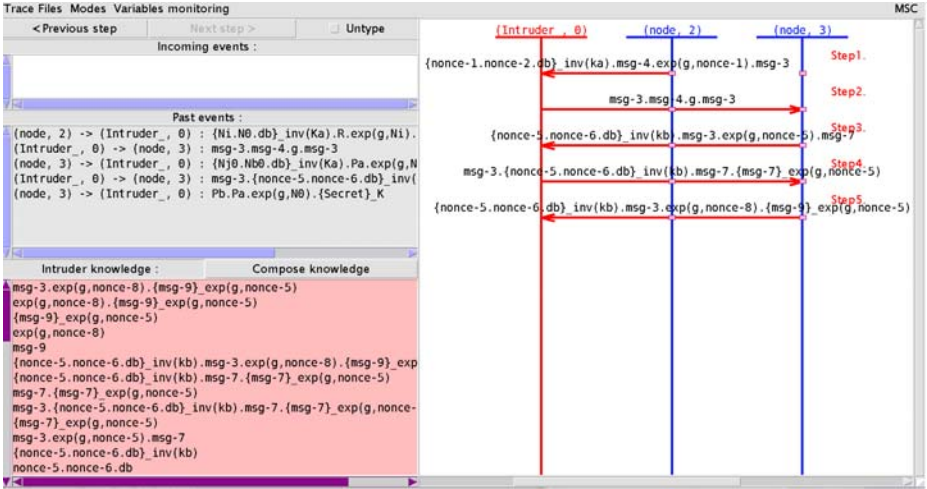 Trace Files Modes Variables monitoring MSC
< Previous step Next step > Untype
Incoming events :
Past events :
(node, 2) -> (Intruder_, 0) : {Ni.N0.db}_inv(Ka).R.exp(g,Ni).
(Intruder_, 0) -> (node, 3) : msg-3.msg-4.g.msg-3
(node, 3) -> (Intruder_, 0) : {Nj0.Nb0.db}_inv(Ka).Pa.exp(g,N
(Intruder_, 0) -> (node, 3) : msg-3.{nonce-5.nonce-6.db}_inv(
(node, 3) -> (Intruder_, 0) : Pb.Pa.exp(g,N0).{Secret}_K
Intruder knowledge : Compose knowledge
msg-3.exp(g,nonce-8).{msg-9}_exp(g,nonce-5)
exp(g,nonce-8).{msg-9}_exp(g,nonce-5)
{msg-9}_exp(g,nonce-5)
exp(g,nonce-8)
msg-9
{nonce-5.nonce-6.db}_inv(kb).msg-3.exp(g,nonce-8).{msg-9}_exp
{nonce-5.nonce-6.db}_inv(kb).msg-7.{msg-7}_exp(g,nonce-5)
msg-7.{msg-7}_exp(g,nonce-5)
msg-3.{nonce-5.nonce-6.db}_inv(kb).msg-7.{msg-7}_exp(g,nonce-
{msg-7}_exp(g,nonce-5)
msg-3.exp(g,nonce-5).msg-7
{nonce-5.nonce-6.db}_inv(kb)
nonce-5.nonce-6.db
(Intruder_, 0) (node, 2) (node, 3)
Step1.
{nonce-1.nonce-2.db}_inv(ka).msg-4.exp(g,nonce-1).msg-3
Step2.
msg-3.msg-4.g.msg-3
Step3.
{nonce-5.nonce-6.db}_inv(kb).msg-3.exp(g,nonce-5).msg-7
Step4.
msg-3.{nonce-5.nonce-6.db}_inv(kb).msg-7.{msg-7}_exp(g,nonce-5)
Step5.
{nonce-5.nonce-6.db}_inv(kb).msg-3.exp(g,nonce-8).{msg-9}_exp(g,nonce-5)